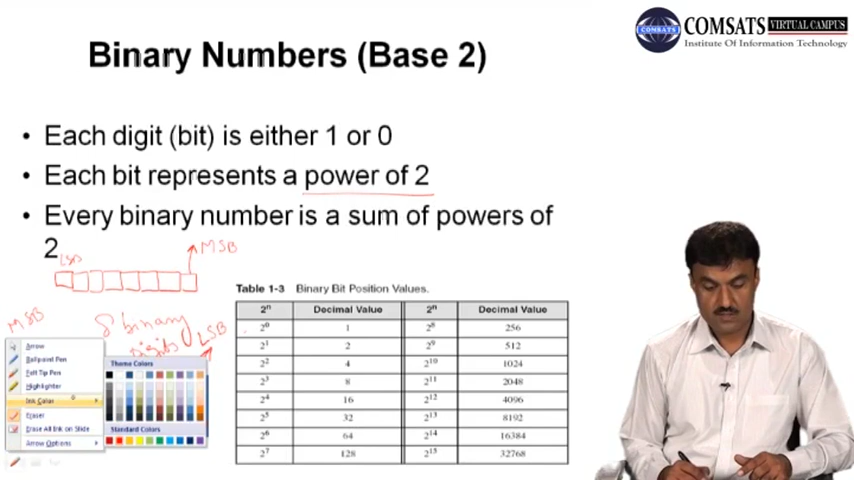 COMSATS VIRTUAL CAMPUS
Institute Of Information Technology
COMSATS
Binary Numbers (Base 2)
• Each digit (bit) is either 1 or 0
• Each bit represents a power of 2
• Every binary number is a sum of powers of
2
MSB
MSB
8 binary
digits
LSB
Arrow
Ballpoint Pen
Felt Tip Pen
Highlighter
Ink Color
Eraser
Erase All Ink on Slide
Arrow Options
Theme Colors
Standard Colors
Table 1-3 Binary Bit Position Values.
2ⁿ Decimal Value 2ⁿ Decimal Value
2⁰ 1 2⁸ 256
2¹ 2 2⁹ 512
2² 4 2¹⁰ 1024
2³ 8 2¹¹ 2048
2⁴ 16 2¹² 4096
2⁵ 32 2¹³ 8192
2⁶ 64 2¹⁴ 16384
2⁷ 128 2¹⁵ 32768